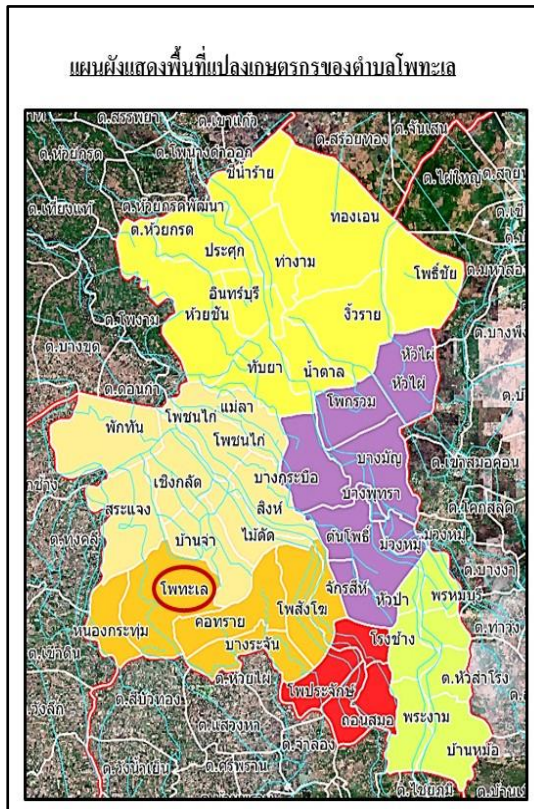 แผนผังแสดงพื้นที่แปลงเกษตรกรของตำบลโพทะเล
ต.สรรพยา
ต.เขาแก้ว
ต.สร้อยทอง
ต.จันเสน
ต.ห้วยกรด
ต.โพนางดำออก
ชีน้ำร้าย
ต.ไผ่ใหญ่
ต.เที่ยงแท้
ต.ห้วยกรดพัฒนา
ทองเอน
ต.ห้วยกรด
ประศุก
ท่างาม
โพธิ์ชัย
ต.มหาสอน
อินทร์บุรี
ต.โพงาม
ห้วยชัน
งิ้วราย
ต.บางขุด
หัวไผ่
ทับยา
น้ำตาล
หัวไผ่
ต.ดอนกำ
แม่ลา
โพกรวม
พักทัน
โพชนไก่
โพชนไก่
บางมัญ
ต.เขาสมอคอน
เชิงกลัด
บางกระบือ
สระแจง
สิงห์
บางพุทรา
ต.โคกสลุด
บ้านจ่า
ไม้ดัด
ต้นโพธิ์
ม่วงหมู่
บางหมู่
ต.บางงา
โพทะเล
จักรสีห์
พรหมบุรี
คอทราย
โพสังโฆ
หัวป่า
หนองกระทุ่ม
โรงช้าง
ต.ท่าวุ้ง
บางระจัน
ต.เขาดิน
ต.ห้วยไผ่
ต.หัวสำโรง
ต.สีบัวทอง
โพประจักษ์
ต.วังลึก
ต.แสวงหา
ถอนสมอ
พระงาม
ต.จำลอง
บ้านหม้อ
ต.วังน้ำเย็น
ต.ศรีพราน
ต.ไชยภูมิ